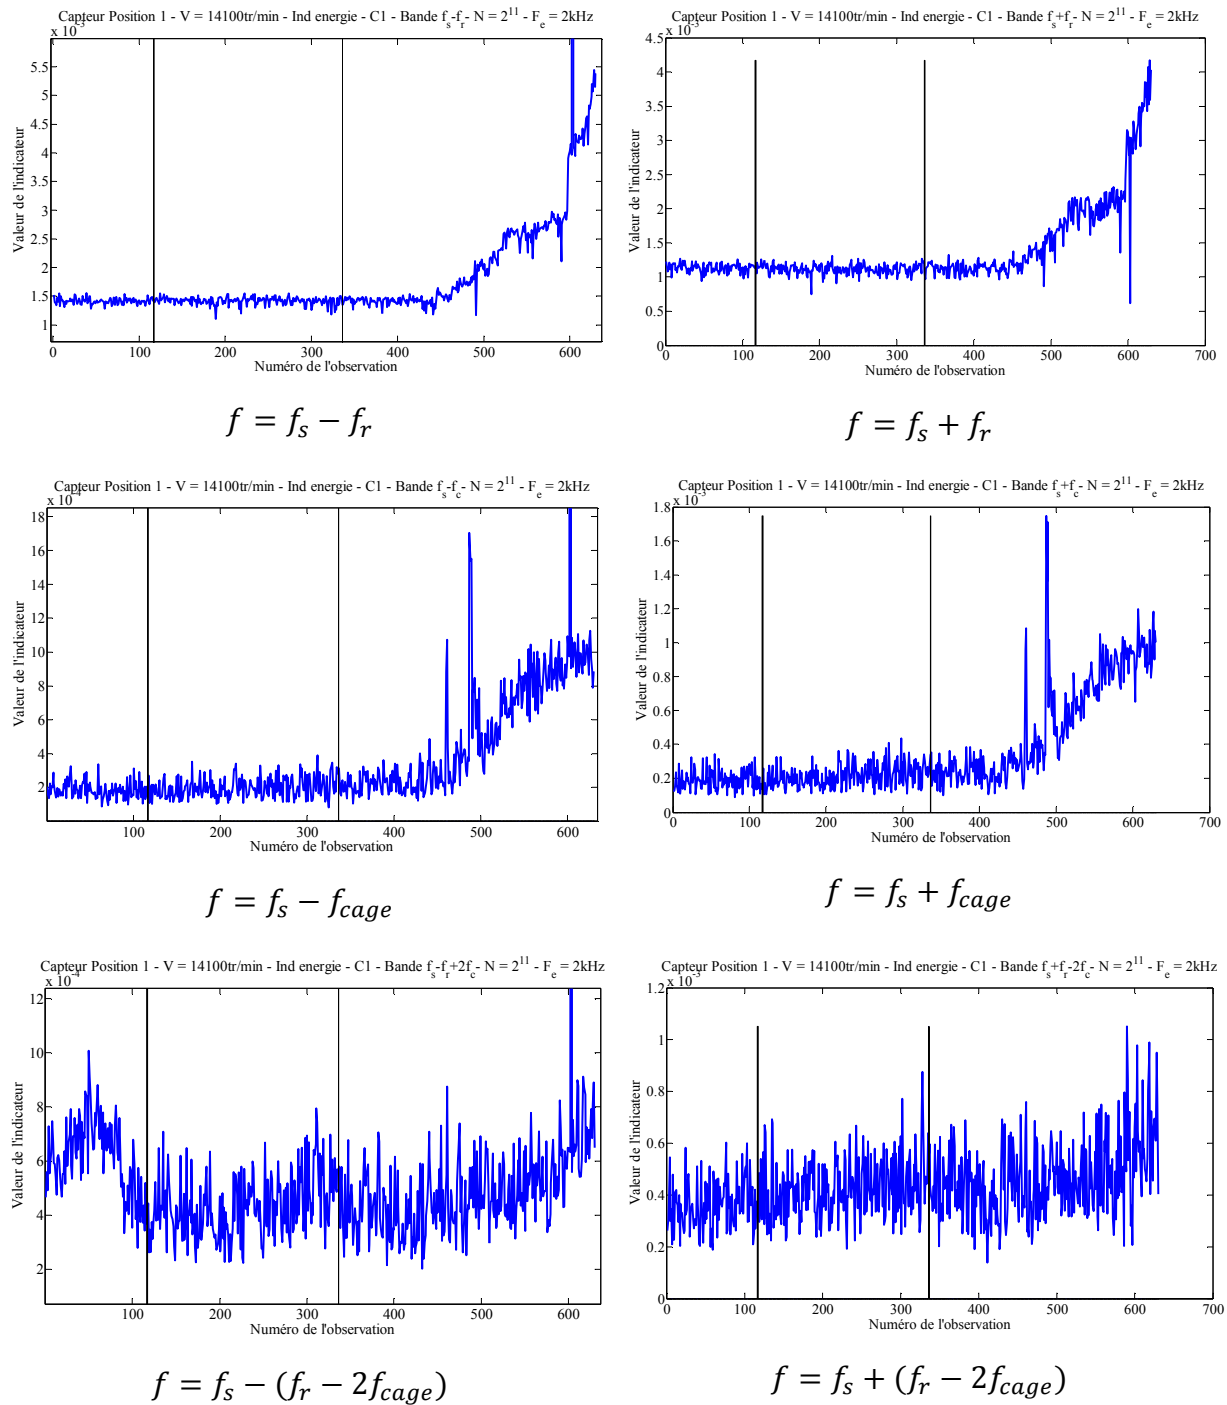 Capteur Position 1 - V = 14100tr/min - Ind energie - C1 - Bande f_s-f_r- N = 2^11 - F_e = 2kHz
x 10^-3
5.5
5
4.5
4
3.5
3
2.5
2
1.5
1
Valeur de l'indicateur
0 100 200 300 400 500 600
Numéro de l'observation
f = f_s − f_r
Capteur Position 1 - V = 14100tr/min - Ind energie - C1 - Bande f_s+f_r- N = 2^11 - F_e = 2kHz
x 10^-3
4.5
4
3.5
3
2.5
2
1.5
1
0.5
0
Valeur de l'indicateur
0 100 200 300 400 500 600 700
Numéro de l'observation
f = f_s + f_r
Capteur Position 1 - V = 14100tr/min - Ind energie - C1 - Bande f_s-f_c- N = 2^11 - F_e = 2kHz
x 10^-4
18
16
14
12
10
8
6
4
2
Valeur de l'indicateur
100 200 300 400 500 600
Numéro de l'observation
f = f_s − f_cage
Capteur Position 1 - V = 14100tr/min - Ind energie - C1 - Bande f_s+f_c- N = 2^11 - F_e = 2kHz
x 10^-3
1.8
1.6
1.4
1.2
1
0.8
0.6
0.4
0.2
0
Valeur de l'indicateur
0 100 200 300 400 500 600 700
Numéro de l'observation
f = f_s + f_cage
Capteur Position 1 - V = 14100tr/min - Ind energie - C1 - Bande f_s-f_r+2f_c- N = 2^11 - F_e = 2kHz
x 10^-4
12
10
8
6
4
2
Valeur de l'indicateur
100 200 300 400 500 600
Numéro de l'observation
f = f_s − (f_r − 2f_cage)
Capteur Position 1 - V = 14100tr/min - Ind energie - C1 - Bande f_s+f_r-2f_c- N = 2^11 - F_e = 2kHz
x 10^-3
1.2
1
0.8
0.6
0.4
0.2
0
Valeur de l'indicateur
0 100 200 300 400 500 600 700
Numéro de l'observation
f = f_s + (f_r − 2f_cage)